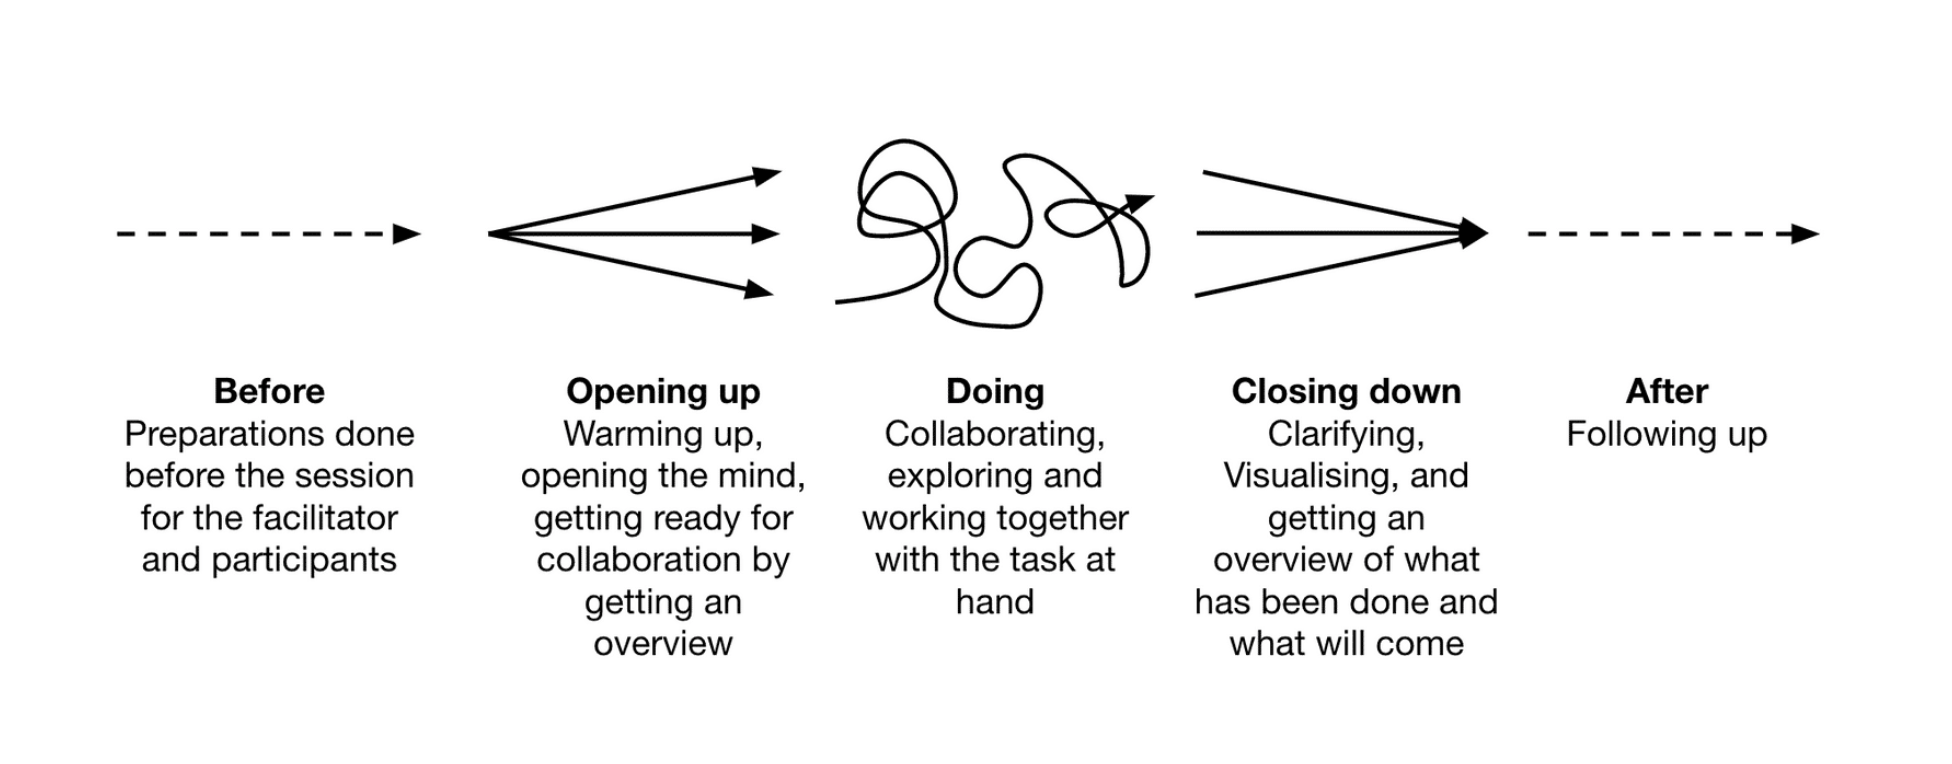 Before
Preparations done
before the session
for the facilitator
and participants
Opening up
Warming up,
opening the mind,
getting ready for
collaboration by
getting an
overview
Doing
Collaborating,
exploring and
working together
with the task at
hand
Closing down
Clarifying,
Visualising, and
getting an
overview of what
has been done and
what will come
After
Following up